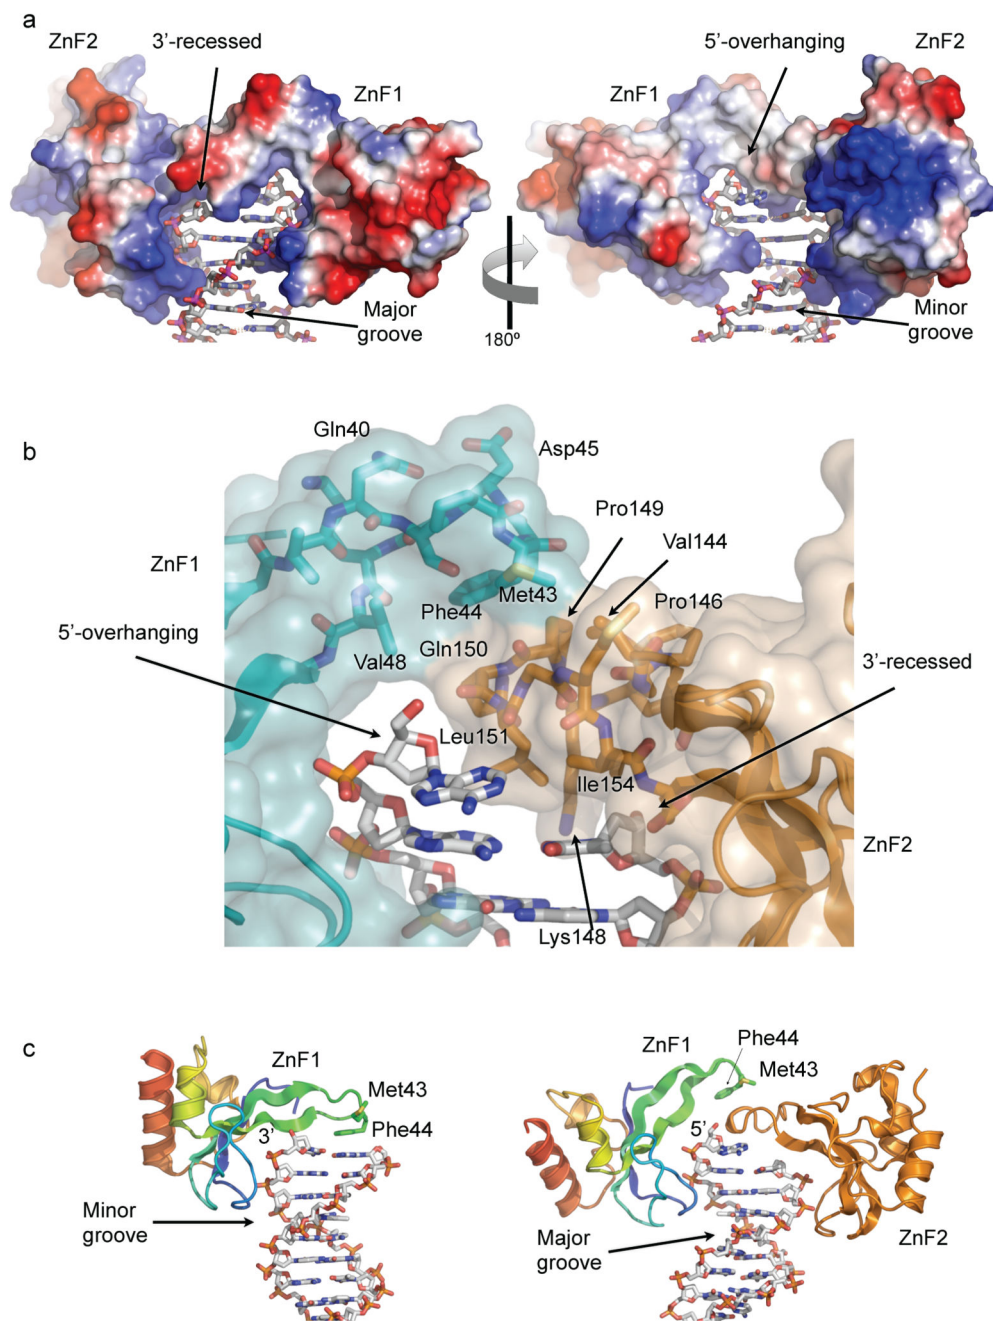 a
ZnF2
3’-recessed
ZnF1
5’-overhanging
ZnF2
ZnF1
Major
groove
180º
Minor
groove
b
Gln40
Asp45
Pro149
Val144
ZnF1
Met43
Pro146
Phe44
5’-overhanging
Val48
Gln150
3’-recessed
Leu151
Ile154
ZnF2
Lys148
c
ZnF1
Met43
3’
Phe44
Minor
groove
ZnF1
Phe44
Met43
5’
Major
groove
ZnF2